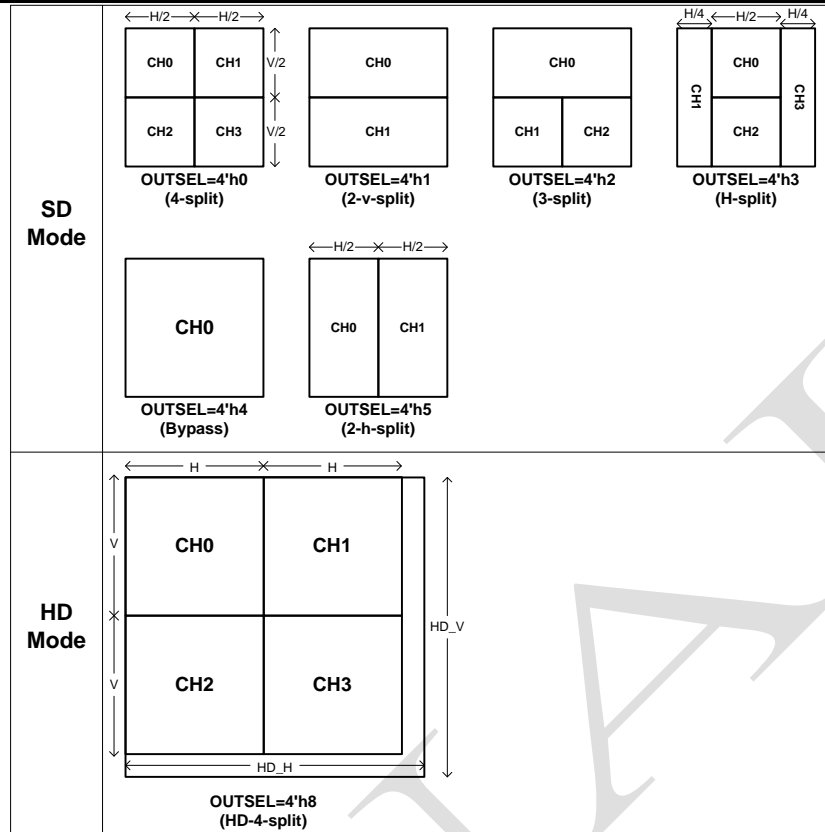 SD
Mode
H/2 H/2
V/2
V/2
CH0 CH1
CH2 CH3
OUTSEL=4'h0
(4-split)
CH0
CH1
OUTSEL=4'h1
(2-v-split)
CH0
CH1 CH2
OUTSEL=4'h2
(3-split)
H/4 H/2 H/4
CH1
CH0
CH2
CH3
OUTSEL=4'h3
(H-split)
CH0
OUTSEL=4'h4
(Bypass)
H/2 H/2
CH0 CH1
OUTSEL=4'h5
(2-h-split)
HD
Mode
H H
V
V
CH0 CH1
CH2 CH3
HD_V
HD_H
OUTSEL=4'h8
(HD-4-split)